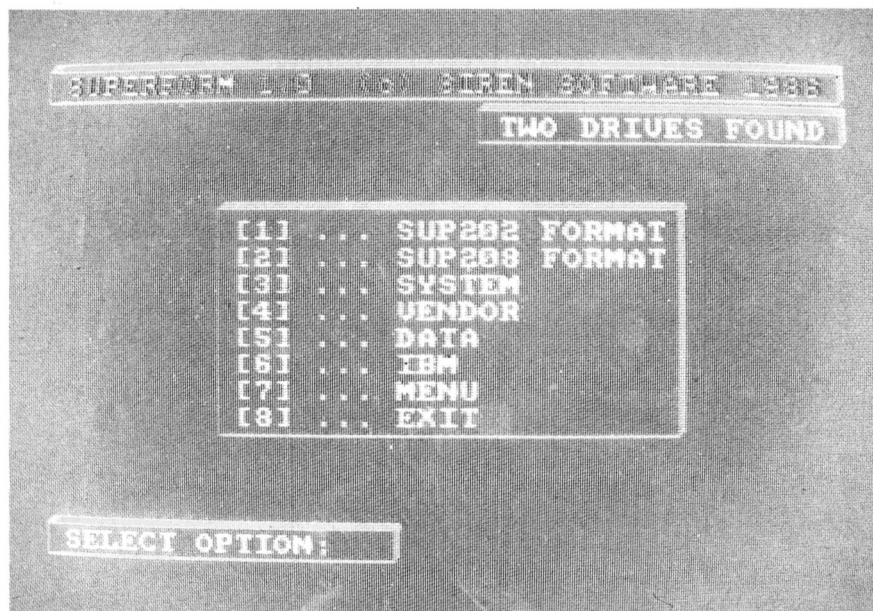 SUPERFORM 1.5 (c) SIREN SOFTWARE 1986
TWO DRIVES FOUND
[1] ... SUP202 FORMAT
[2] ... SUP208 FORMAT
[3] ... SYSTEM
[4] ... VENDOR
[5] ... DATA
[6] ... IBM
[7] ... MENU
[8] ... EXIT
SELECT OPTION: